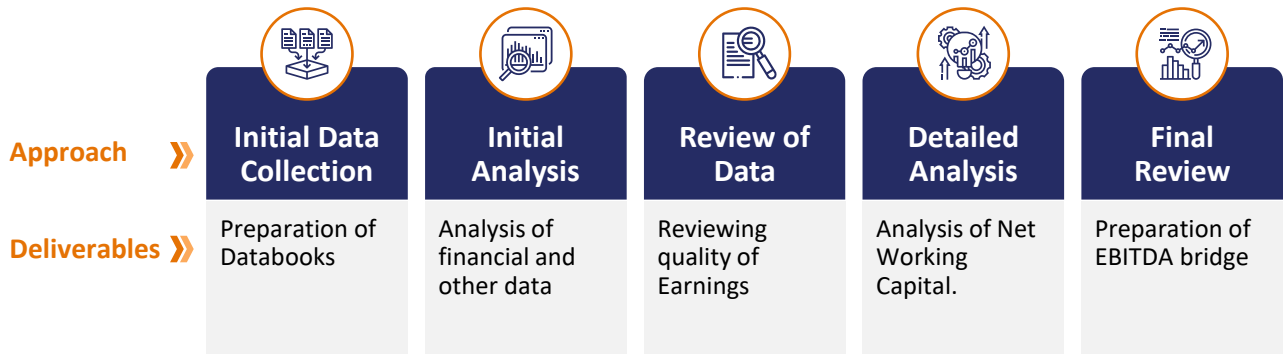 Approach
Initial Data
Collection
Initial
Analysis
Review of
Data
Detailed
Analysis
Final
Review
Deliverables
Preparation of
Databooks
Analysis of
financial and
other data
Reviewing
quality of
Earnings
Analysis of Net
Working
Capital.
Preparation of
EBITDA bridge